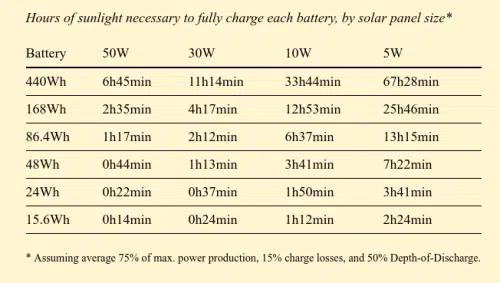 Hours of sunlight necessary to fully charge each battery, by solar panel size*
Battery 50W 30W 10W 5W
440Wh 6h45min 11h14min 33h44min 67h28min
168Wh 2h35min 4h17min 12h53min 25h46min
86.4Wh 1h17min 2h12min 6h37min 13h15min
48Wh 0h44min 1h13min 3h41min 7h22min
24Wh 0h22min 0h37min 1h50min 3h41min
15.6Wh 0h14min 0h24min 1h12min 2h24min
* Assuming average 75% of max. power production, 15% charge losses, and 50% Depth-of-Discharge.